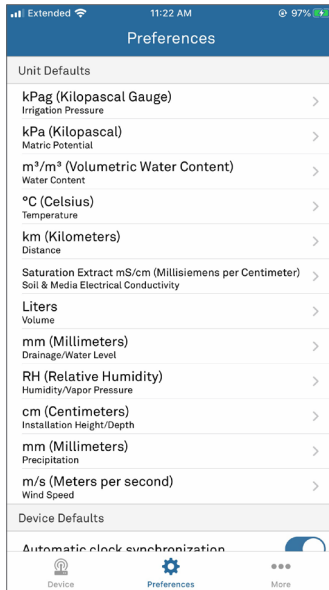 Extended 11:22 AM 97%
Preferences
Unit Defaults
kPag (Kilopascal Gauge)
Irrigation Pressure
kPa (Kilopascal)
Matric Potential
m³/m³ (Volumetric Water Content)
Water Content
°C (Celsius)
Temperature
km (Kilometers)
Distance
Saturation Extract mS/cm (Millisiemens per Centimeter)
Soil & Media Electrical Conductivity
Liters
Volume
mm (Millimeters)
Drainage/Water Level
RH (Relative Humidity)
Humidity/Vapor Pressure
cm (Centimeters)
Installation Height/Depth
mm (Millimeters)
Precipitation
m/s (Meters per second)
Wind Speed
Device Defaults
Automatic clock synchronization
Device Preferences More